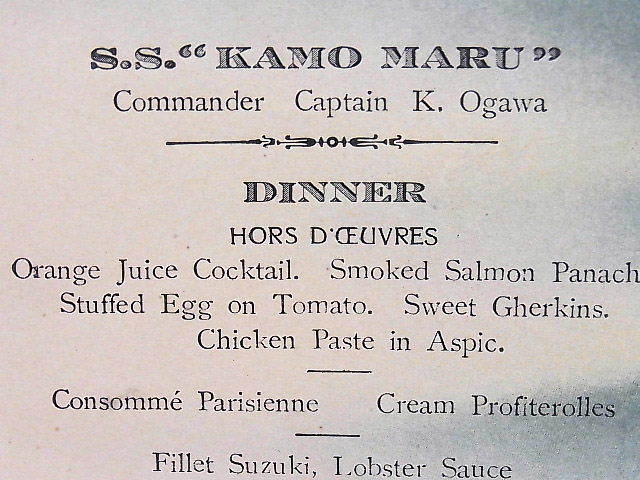 S.S. “KAMO MARU”
Commander Captain K. Ogawa
DINNER
HORS D'ŒUVRES
Orange Juice Cocktail. Smoked Salmon Panach
Stuffed Egg on Tomato. Sweet Gherkins.
Chicken Paste in Aspic.
Consommé Parisienne Cream Profiterolles
Fillet Suzuki, Lobster Sauce